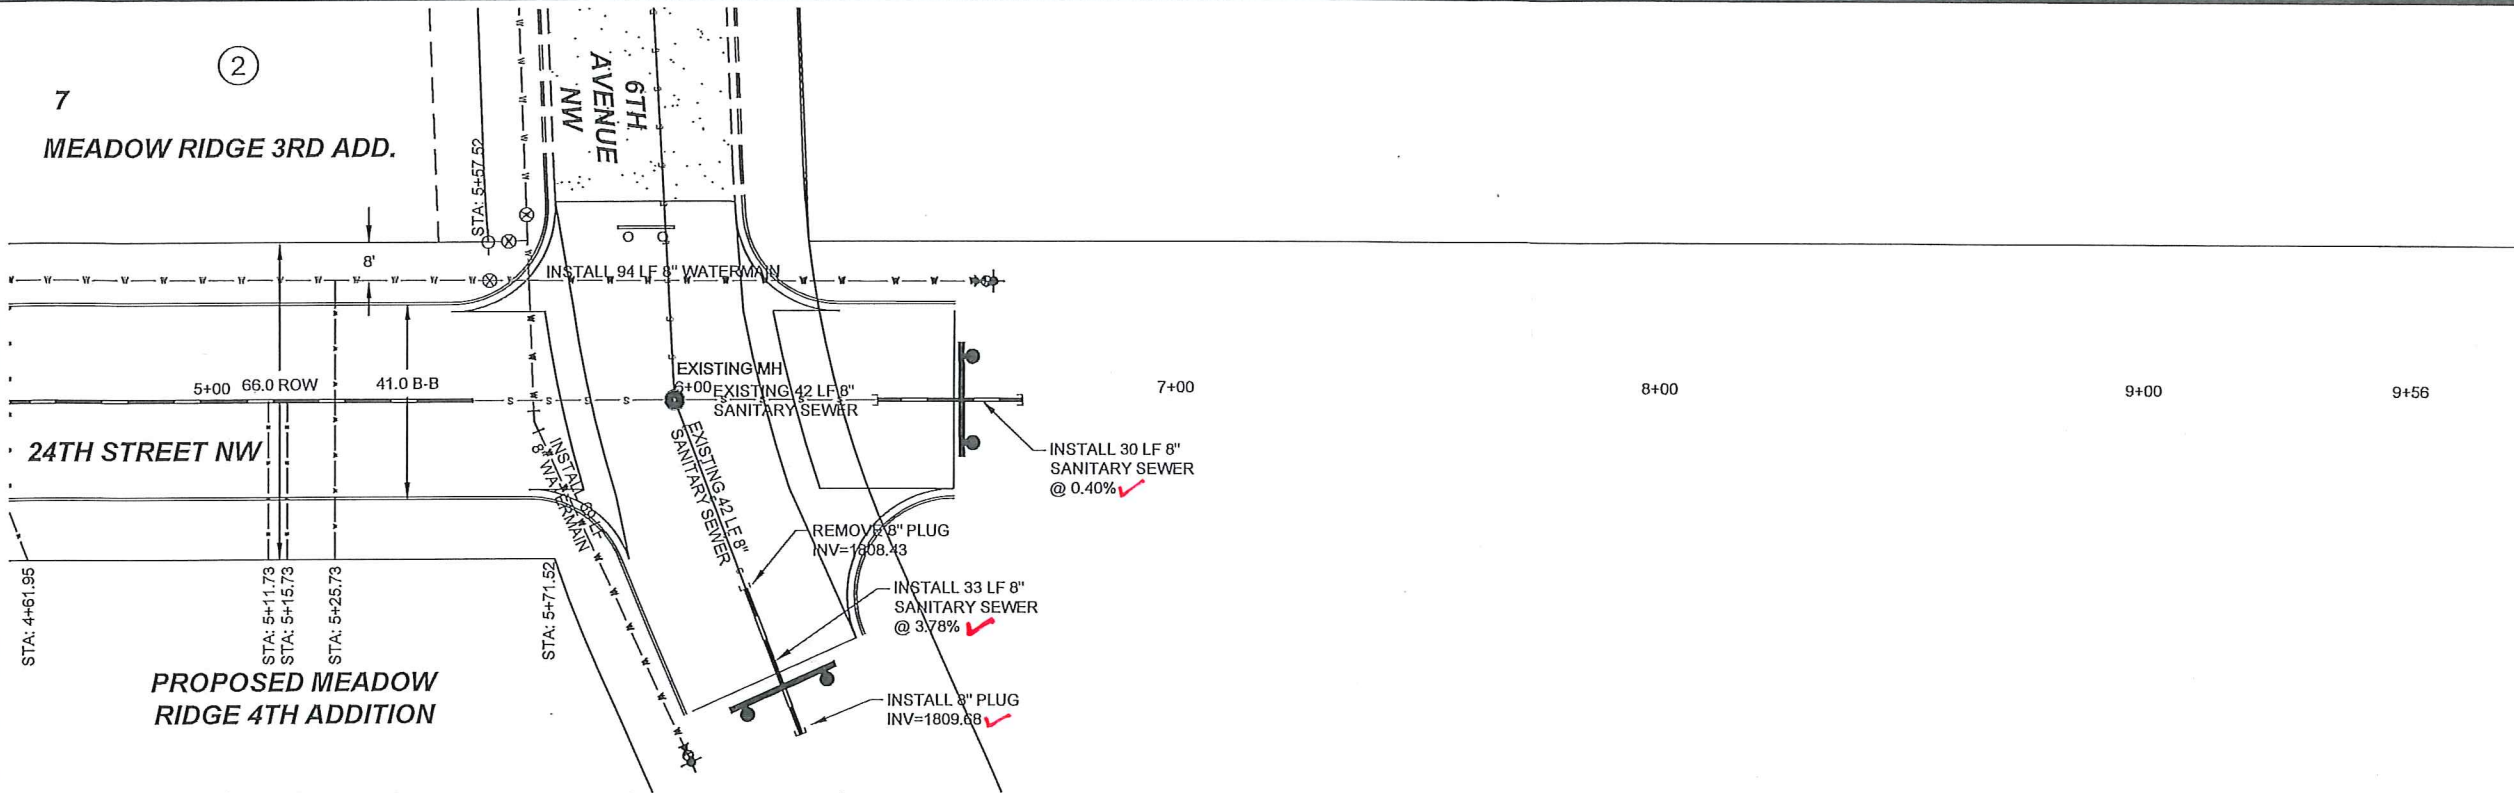 2
7
MEADOW RIDGE 3RD ADD.
6TH
AVENUE
NW
STA: 5+57.52
8'
INSTALL 94 LF 8" WATERMAIN
W W W W W W W W W W W W
EXISTING MH
5+00
66.0 ROW
41.0 B-B
6+00
EXISTING 42 LF 8"
SANITARY SEWER
7+00
8+00
9+00
9+56
S S S S
24TH STREET NW
INSTALL 69 LF
8" WATERMAIN
EXISTING 42 LF 8"
SANITARY SEWER
INSTALL 30 LF 8"
SANITARY SEWER
@ 0.40%
REMOVE 8" PLUG
INV=1808.43
INSTALL 33 LF 8"
SANITARY SEWER
@ 3.78%
STA: 4+61.95
STA: 5+11.73
STA: 5+15.73
STA: 5+25.73
STA: 5+71.52
PROPOSED MEADOW
RIDGE 4TH ADDITION
INSTALL 8" PLUG
INV=1809.68